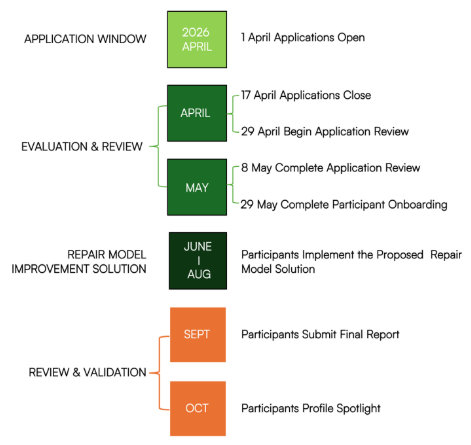 APPLICATION WINDOW
2026
APRIL
1 April Applications Open
EVALUATION & REVIEW
APRIL
17 April Applications Close
29 April Begin Application Review
MAY
8 May Complete Application Review
29 May Complete Participant Onboarding
REPAIR MODEL
IMPROVEMENT SOLUTION
JUNE
|
AUG
Participants Implement the Proposed Repair
Model Solution
REVIEW & VALIDATION
SEPT
Participants Submit Final Report
OCT
Participants Profile Spotlight